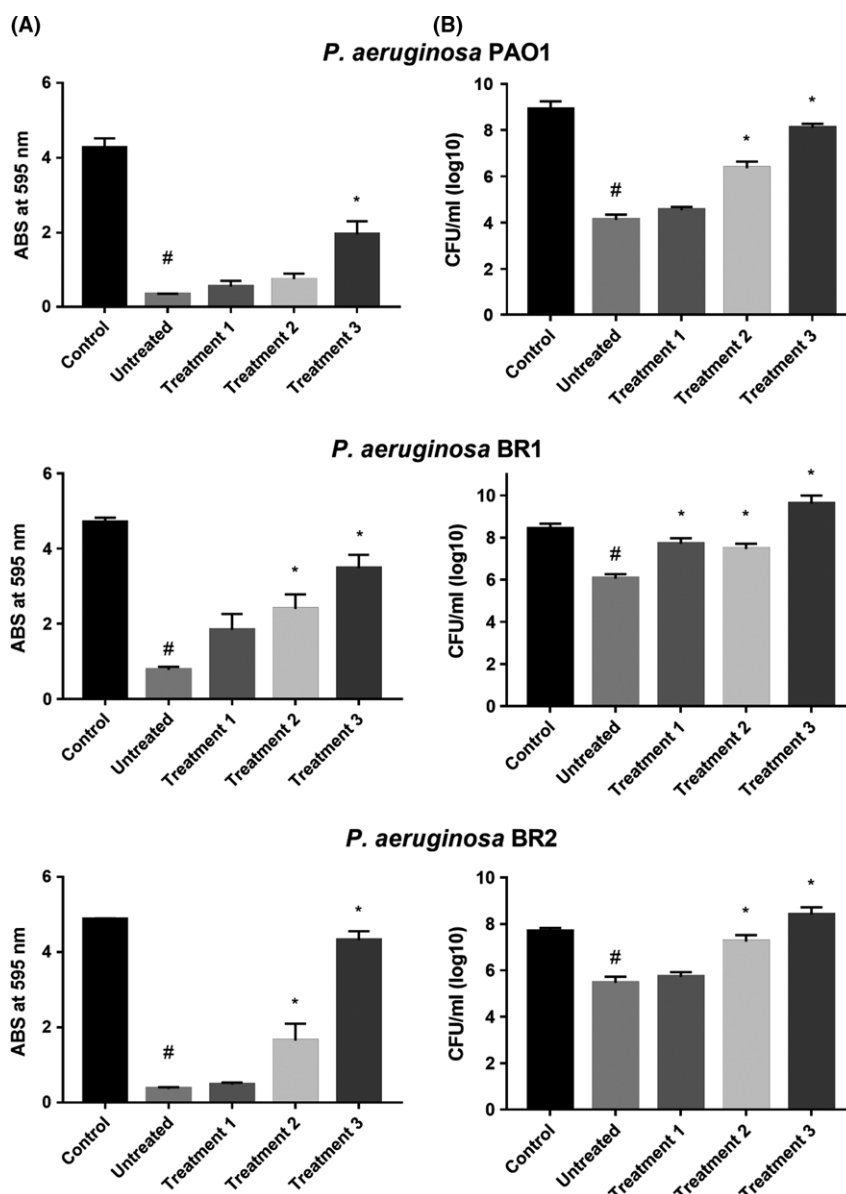 (A)
(B)
P. aeruginosa PAO1
ABS at 595 nm
6
4
2
0
#
*
Control
Untreated
Treatment 1
Treatment 2
Treatment 3
CFU/ml (log10)
10
8
6
4
2
0
#
*
*
Control
Untreated
Treatment 1
Treatment 2
Treatment 3
P. aeruginosa BR1
ABS at 595 nm
6
4
2
0
#
*
*
Control
Untreated
Treatment 1
Treatment 2
Treatment 3
CFU/ml (log10)
10
8
6
4
2
0
#
*
*
*
Control
Untreated
Treatment 1
Treatment 2
Treatment 3
P. aeruginosa BR2
ABS at 595 nm
6
4
2
0
#
*
*
Control
Untreated
Treatment 1
Treatment 2
Treatment 3
CFU/ml (log10)
10
8
6
4
2
0
#
*
*
Control
Untreated
Treatment 1
Treatment 2
Treatment 3